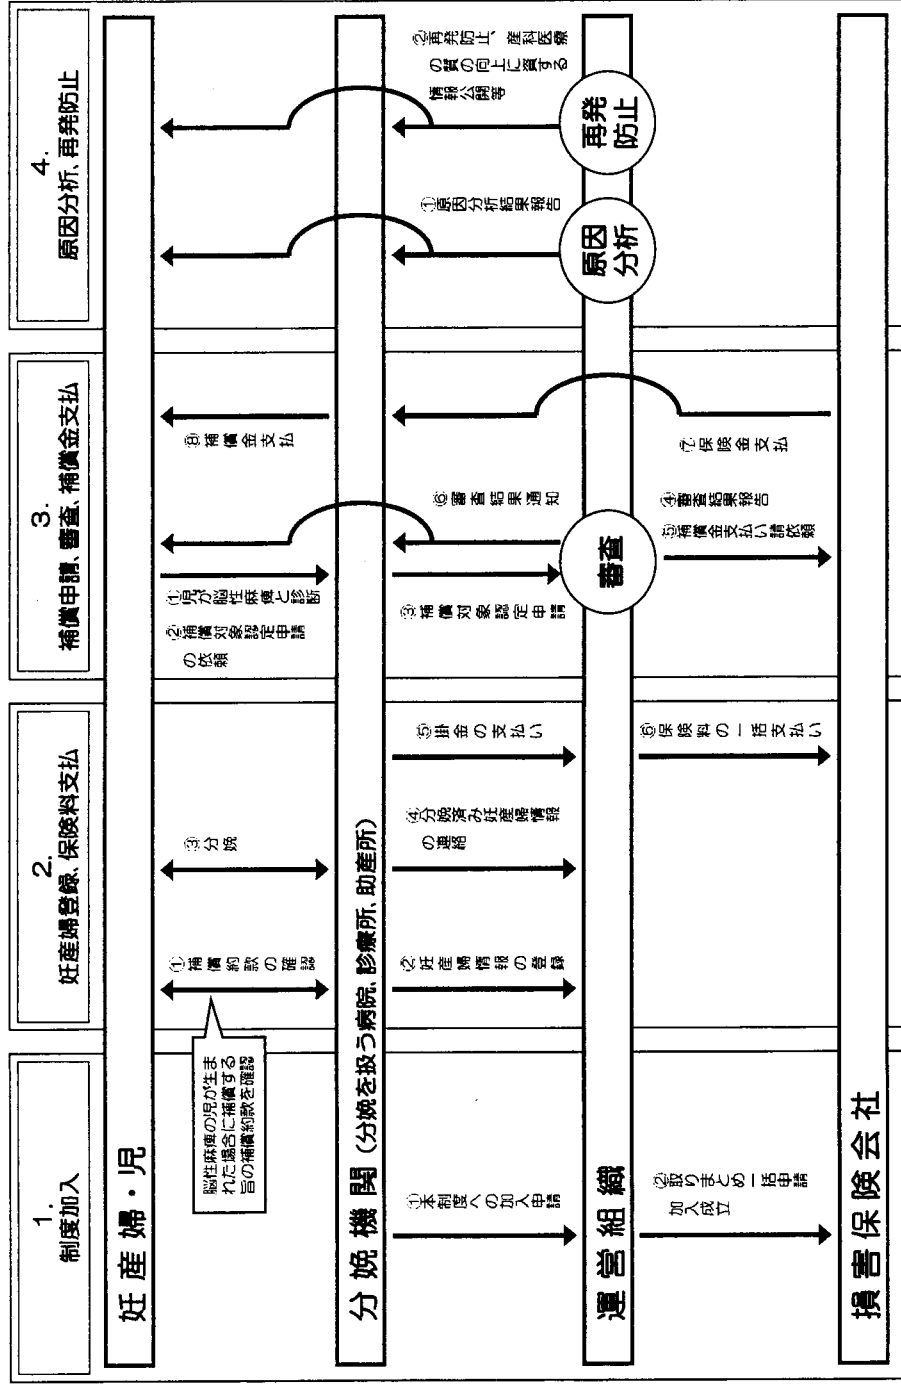 1.
制度加入
2.
妊産婦登録、保険料支払
3.
補償申請、審査、補償金支払
4.
原因分析、再発防止
妊産婦・児
脳性麻痺の児が生ま
れた場合に補償する
旨の補償約款を確認
①補償約款の確認
③分娩
①児が脳性麻痺と診断
②補償対象認定申請
の依頼
⑧補償金支払
分娩機関（分娩を扱う病院、診療所、助産所）
①本制度への加入申請
②妊産婦情報の登録
④分娩済み妊産婦情報
の連絡
⑤掛金の支払い
③補償対象認定申請
⑥審査結果通知
①原因分析結果報告
②再発防止、産科医療
の質の向上に資する
情報公開等
運営組織
審査
原因
分析
再発
防止
②取りまとめ一括申請
加入成立
⑥保険料の一括支払い
④審査結果報告
⑤補償金支払い請依頼
⑦保険金支払
損害保険会社